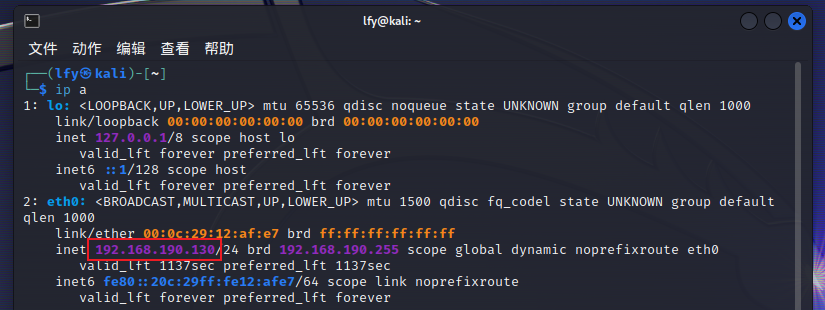 lfy@kali: ~
文件 动作 编辑 查看 帮助
┌──(lfy㉿kali)-[~]
└─$ ip a
1: lo: <LOOPBACK,UP,LOWER_UP> mtu 65536 qdisc noqueue state UNKNOWN group default qlen 1000
link/loopback 00:00:00:00:00:00 brd 00:00:00:00:00:00
inet 127.0.0.1/8 scope host lo
valid_lft forever preferred_lft forever
inet6 ::1/128 scope host
valid_lft forever preferred_lft forever
2: eth0: <BROADCAST,MULTICAST,UP,LOWER_UP> mtu 1500 qdisc fq_codel state UNKNOWN group default
qlen 1000
link/ether 00:0c:29:12:af:e7 brd ff:ff:ff:ff:ff:ff
inet 192.168.190.130/24 brd 192.168.190.255 scope global dynamic noprefixroute eth0
valid_lft 1137sec preferred_lft 1137sec
inet6 fe80::20c:29ff:fe12:afe7/64 scope link noprefixroute
valid_lft forever preferred_lft forever